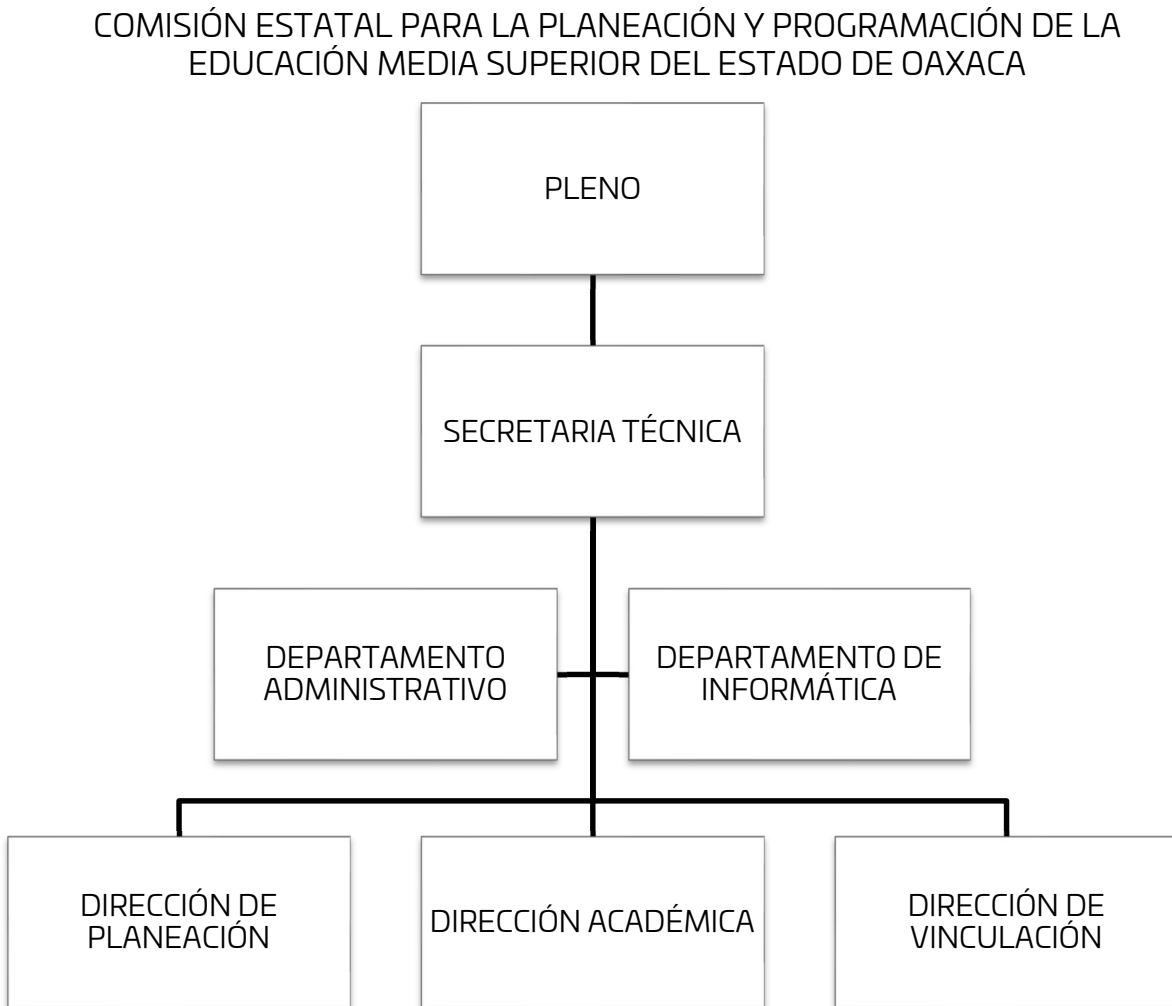 COMISIÓN ESTATAL PARA LA PLANEACIÓN Y PROGRAMACIÓN DE LA
EDUCACIÓN MEDIA SUPERIOR DEL ESTADO DE OAXACA
PLENO
SECRETARIA TÉCNICA
DEPARTAMENTO
ADMINISTRATIVO
DEPARTAMENTO DE
INFORMÁTICA
DIRECCIÓN DE
PLANEACIÓN
DIRECCIÓN ACADÉMICA
DIRECCIÓN DE
VINCULACIÓN